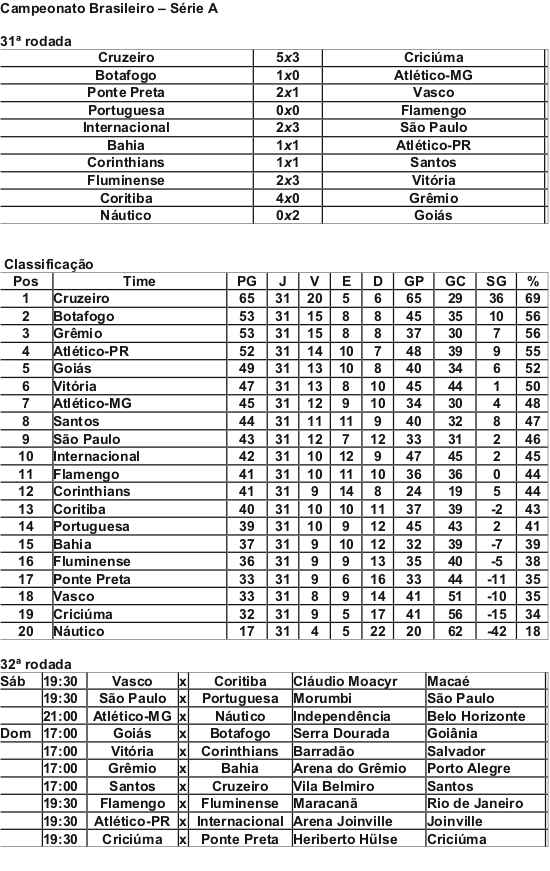 Campeonato Brasileiro – Série A
31ª rodada
Cruzeiro 5x3 Criciúma
Botafogo 1x0 Atlético-MG
Ponte Preta 2x1 Vasco
Portuguesa 0x0 Flamengo
Internacional 2x3 São Paulo
Bahia 1x1 Atlético-PR
Corinthians 1x1 Santos
Fluminense 2x3 Vitória
Coritiba 4x0 Grêmio
Náutico 0x2 Goiás
Classificação
Pos Time PG J V E D GP GC SG %
1 Cruzeiro 65 31 20 5 6 65 29 36 69
2 Botafogo 53 31 15 8 8 45 35 10 56
3 Grêmio 53 31 15 8 8 37 30 7 56
4 Atlético-PR 52 31 14 10 7 48 39 9 55
5 Goiás 49 31 13 10 8 40 34 6 52
6 Vitória 47 31 13 8 10 45 44 1 50
7 Atlético-MG 45 31 12 9 10 34 30 4 48
8 Santos 44 31 11 11 9 40 32 8 47
9 São Paulo 43 31 12 7 12 33 31 2 46
10 Internacional 42 31 10 12 9 47 45 2 45
11 Flamengo 41 31 10 11 10 36 36 0 44
12 Corinthians 41 31 9 14 8 24 19 5 44
13 Coritiba 40 31 10 10 11 37 39 -2 43
14 Portuguesa 39 31 10 9 12 45 43 2 41
15 Bahia 37 31 9 10 12 32 39 -7 39
16 Fluminense 36 31 9 9 13 35 40 -5 38
17 Ponte Preta 33 31 9 6 16 33 44 -11 35
18 Vasco 33 31 8 9 14 41 51 -10 35
19 Criciúma 32 31 9 5 17 41 56 -15 34
20 Náutico 17 31 4 5 22 20 62 -42 18
32ª rodada
Sáb 19:30 Vasco x Coritiba Cláudio Moacyr Macaé
19:30 São Paulo x Portuguesa Morumbi São Paulo
21:00 Atlético-MG x Náutico Independência Belo Horizonte
Dom 17:00 Goiás x Botafogo Serra Dourada Goiânia
17:00 Vitória x Corinthians Barradão Salvador
17:00 Grêmio x Bahia Arena do Grêmio Porto Alegre
17:00 Santos x Cruzeiro Vila Belmiro Santos
19:30 Flamengo x Fluminense Maracanã Rio de Janeiro
19:30 Atlético-PR x Internacional Arena Joinville Joinville
19:30 Criciúma x Ponte Preta Heriberto Hülse Criciúma